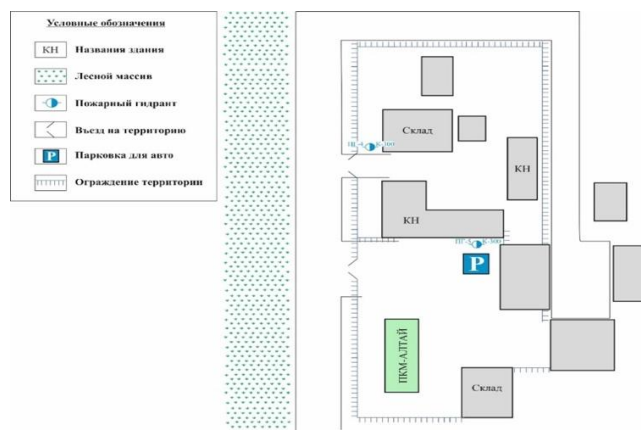 Условные обозначения
КН
Названия здания
Лесной массив
Пожарный гидрант
Въезд на территорию
P
Парковка для авто
Ограждение территории
Склад
КН
КН
P
ПКМ-АЛТАЙ
Склад